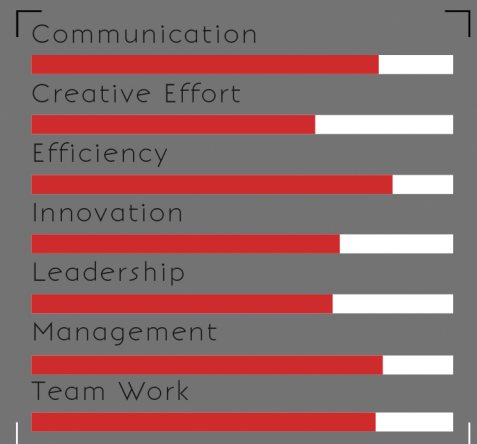 Communication
Creative Effort
Efficiency
Innovation
Leadership
Management
Team Work